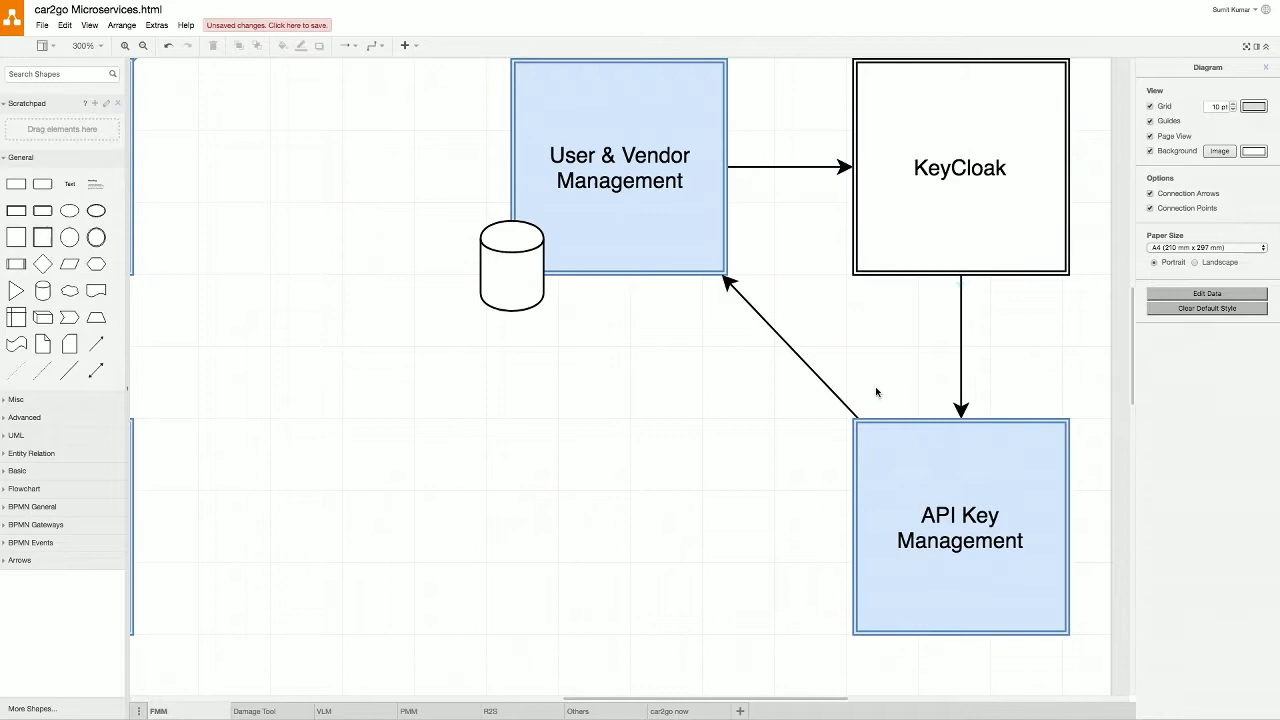 car2go Microservices.html
Sumit Kumar
File Edit View Arrange Extras Help Unsaved changes. Click here to save.
300%
Search Shapes
Scratchpad ?
Diagram
View
Drag elements here
Grid 10 pt
Guides
General
Page View
Background Image
Text
Options
Connection Arrows
Connection Points
Paper Size
A4 (210 mm x 297 mm)
Portrait Landscape
Edit Data
Clear Default Style
User & Vendor
Management
KeyCloak
API Key
Management
Misc
Advanced
UML
Entity Relation
Basic
Flowchart
BPMN General
BPMN Gateways
BPMN Events
Arrows
More Shapes...
FMM Damage Tool VLM PMM R2S Others car2go now